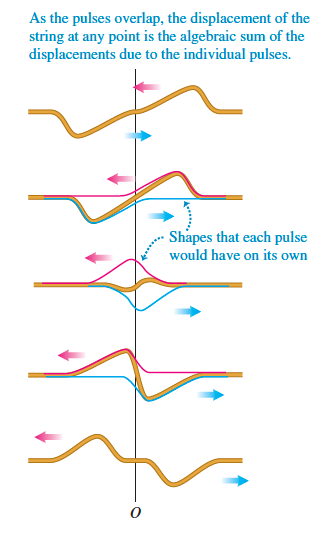 As the pulses overlap, the displacement of the
string at any point is the algebraic sum of the
displacements due to the individual pulses.
Shapes that each pulse
would have on its own
O